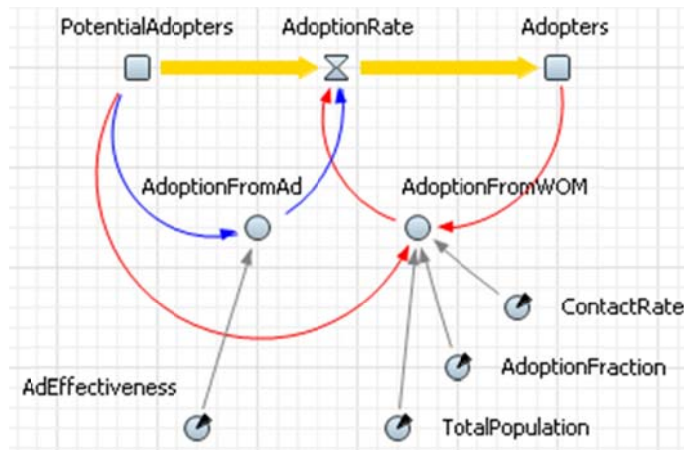 PotentialAdopters
AdoptionRate
Adopters
AdoptionFromAd
AdoptionFromWOM
ContactRate
AdoptionFraction
AdEffectiveness
TotalPopulation